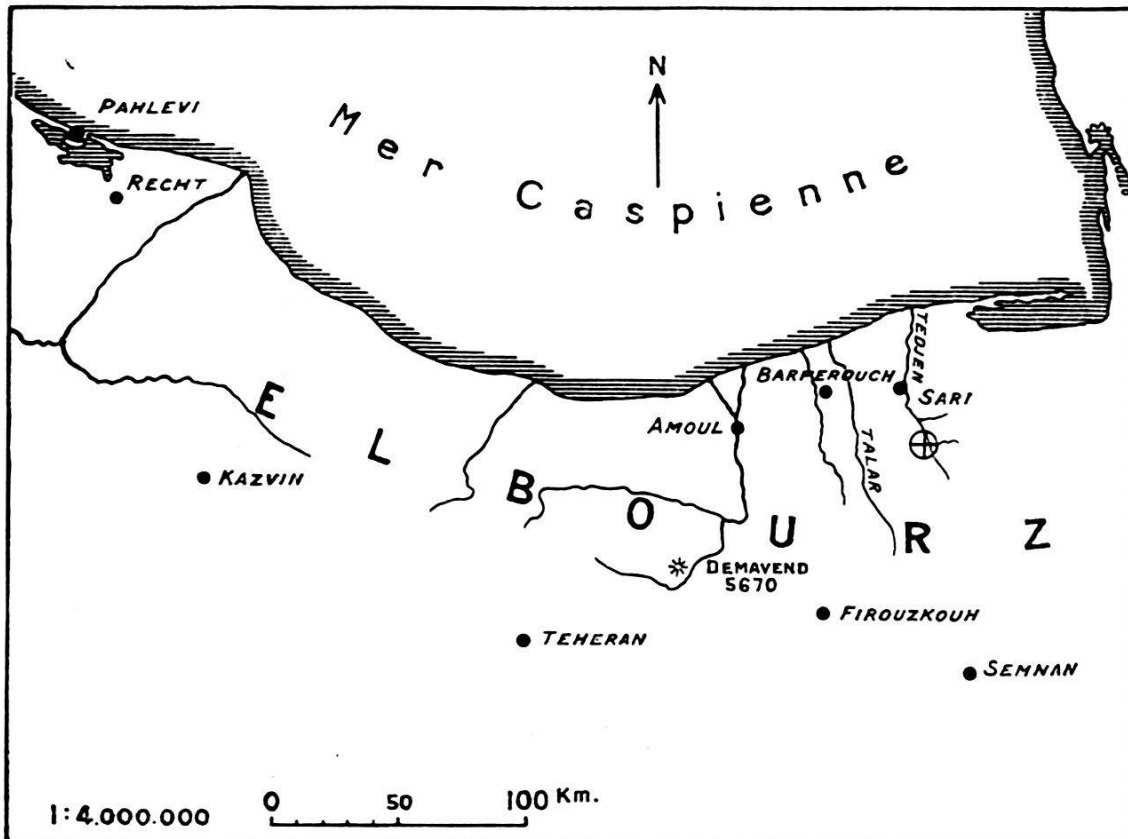 N
PAHLEVI
RECHT
Mer Caspienne
TEDJEN
BARFEROUCH
SARI
AMOUL
TALAR
KAZVIN
ELBOURZ
DEMAVEND
5670
FIROUZKOUH
TEHERAN
SEMNAN
0 50 100 Km.
1:4.000.000